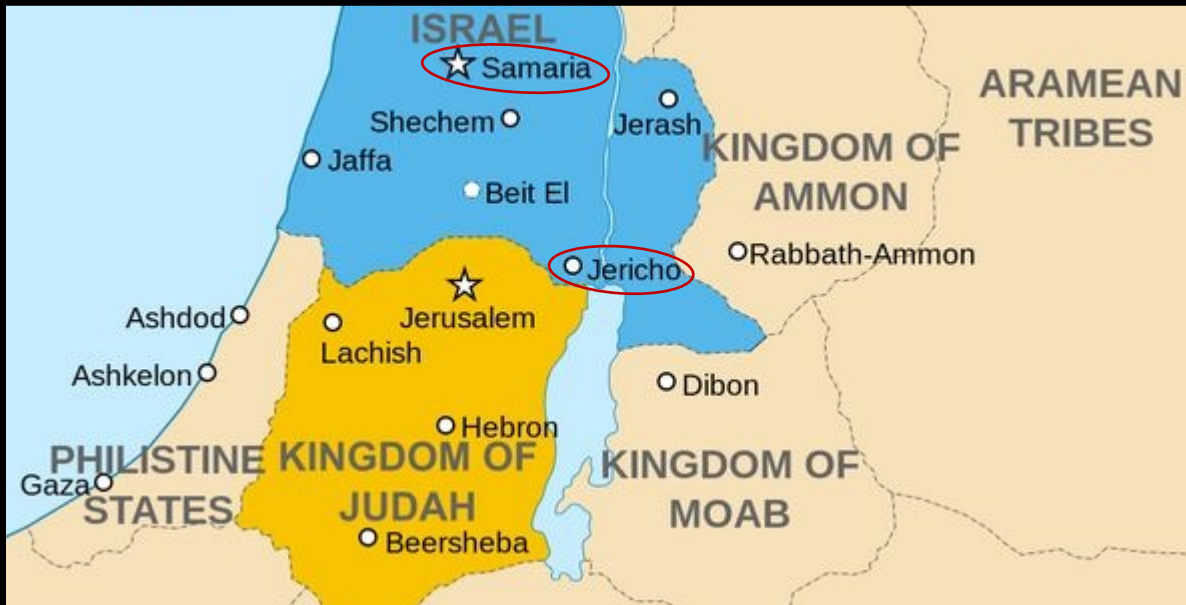 ISRAEL
Samaria
ARAMEAN
TRIBES
Shechem
Jerash
KINGDOM OF
AMMON
Jaffa
Beit El
Rabbath-Ammon
Jericho
Ashdod
Jerusalem
Lachish
Ashkelon
Dibon
Hebron
PHILISTINE
STATES
KINGDOM OF
JUDAH
KINGDOM OF
MOAB
Gaza
Beersheba